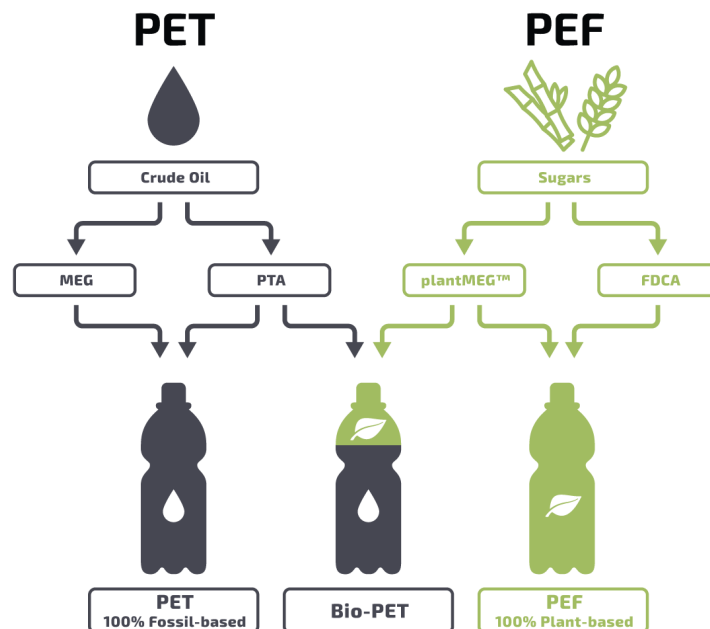 PET
PEF
Crude Oil
Sugars
MEG
PTA
plantMEG™
FDCA
PET
100% Fossil-based
Bio-PET
PEF
100% Plant-based